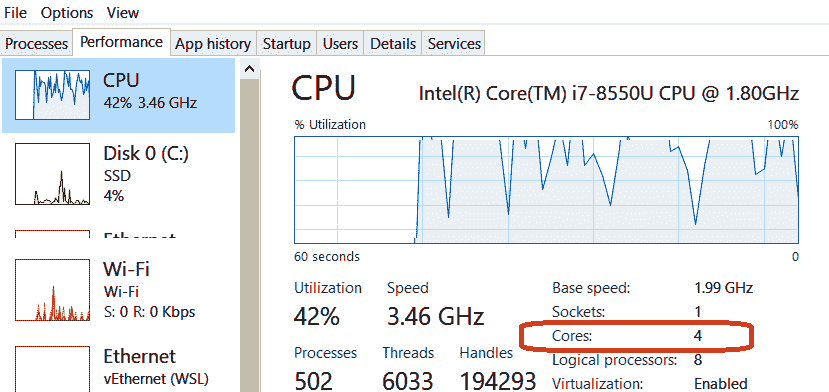 File Options View
Processes Performance App history Startup Users Details Services
CPU
42% 3.46 GHz
Disk 0 (C:)
SSD
4%
Ethernet
Wi-Fi
Wi-Fi
S: 0 R: 0 Kbps
Ethernet
vEthernet (WSL)
CPU Intel(R) Core(TM) i7-8550U CPU @ 1.80GHz
% Utilization 100%
60 seconds 0
Utilization Speed
42% 3.46 GHz
Processes Threads Handles
502 6033 194293
Base speed: 1.99 GHz
Sockets: 1
Cores: 4
Logical processors: 8
Virtualization: Enabled